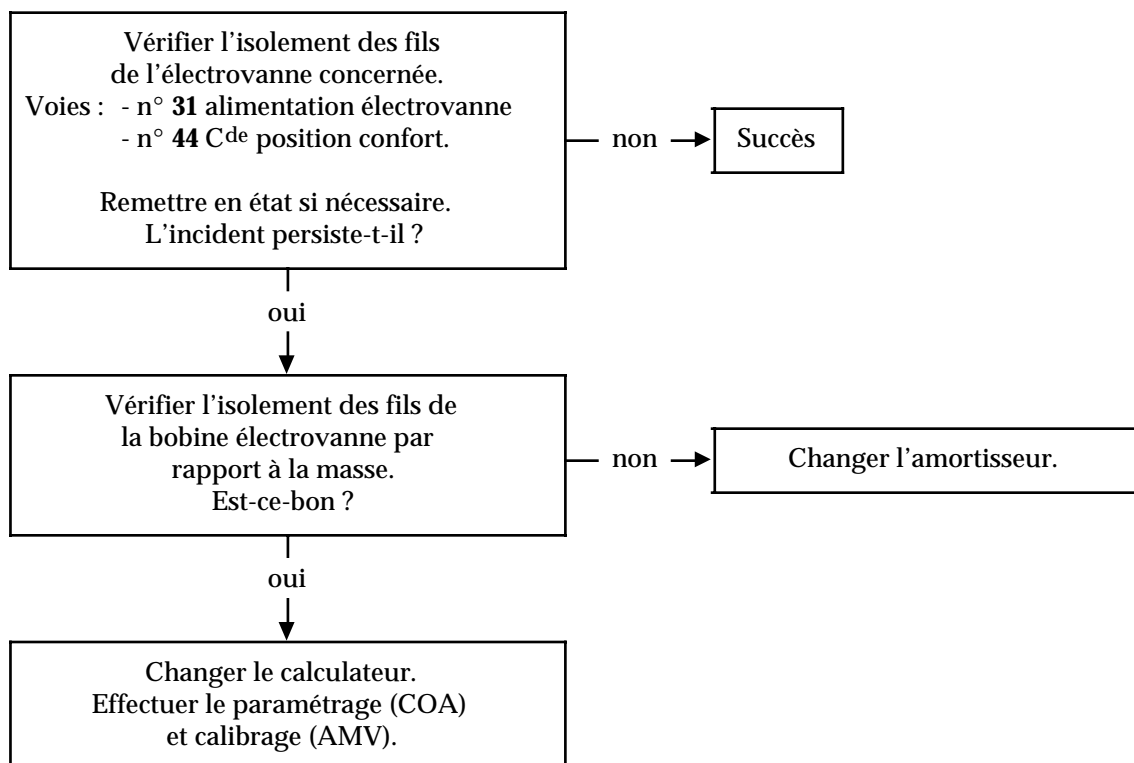 Vérifier l’isolement des fils
de l’électrovanne concernée.
Voies : - n° 31 alimentation électrovanne
- n° 44 Cde position confort.
Remettre en état si nécessaire.
L’incident persiste-t-il ?
non
Succès
oui
Vérifier l’isolement des fils de
la bobine électrovanne par
rapport à la masse.
Est-ce-bon ?
non
Changer l’amortisseur.
oui
Changer le calculateur.
Effectuer le paramétrage (COA)
et calibrage (AMV).